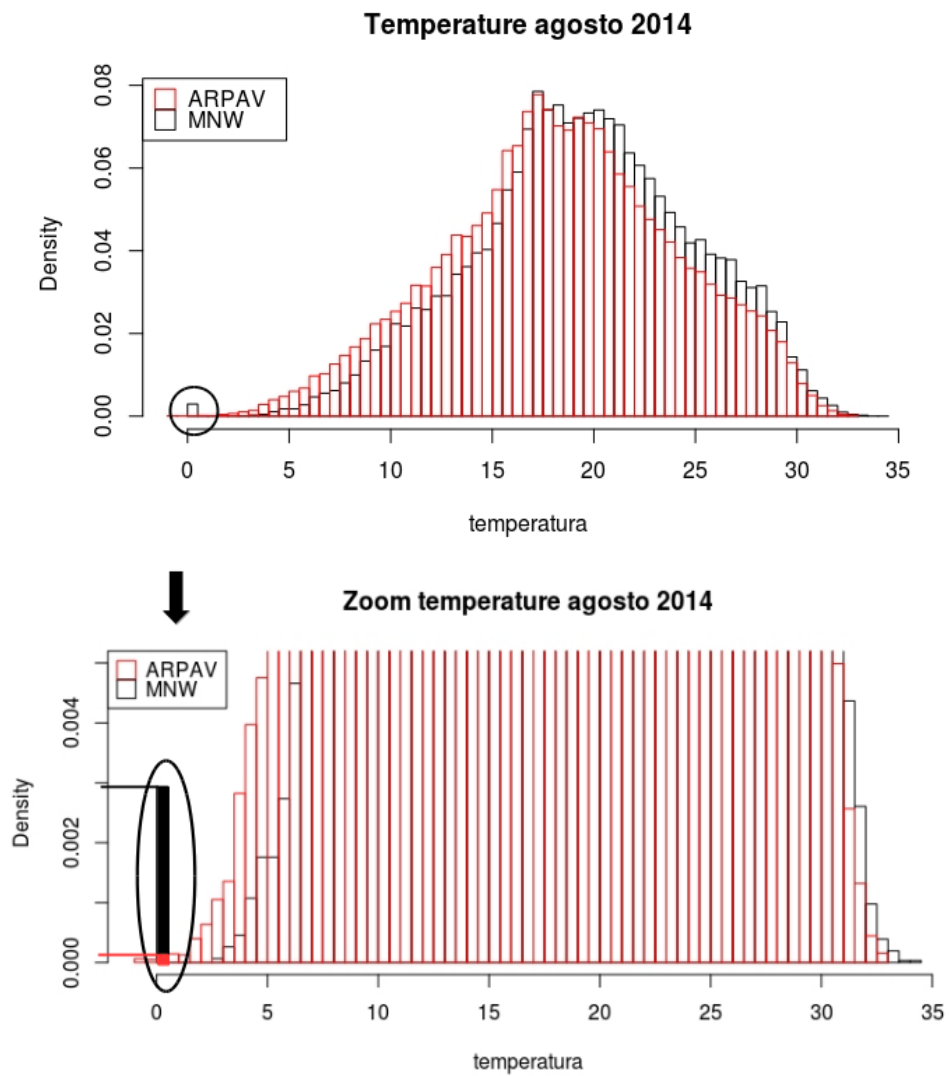 Temperature agosto 2014
ARPAV
MNW
Density
0.00
0.02
0.04
0.06
0.08
0 5 10 15 20 25 30 35
temperatura
Zoom temperature agosto 2014
ARPAV
MNW
Density
0.000
0.002
0.004
0 5 10 15 20 25 30 35
temperatura